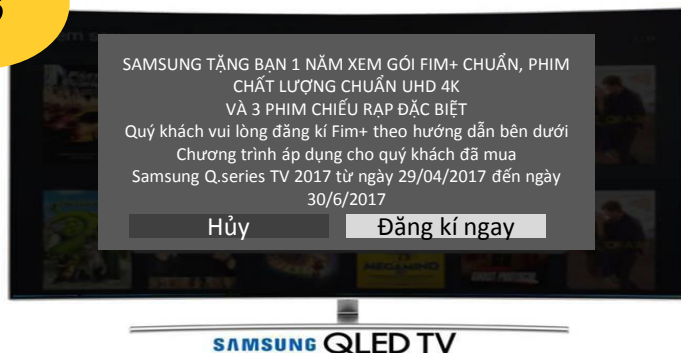 SAMSUNG TẶNG BẠN 1 NĂM XEM GÓI FIM+ CHUẨN, PHIM
CHẤT LƯỢNG CHUẨN UHD 4K
VÀ 3 PHIM CHIẾU RẠP ĐẶC BIỆT
Quý khách vui lòng đăng kí Fim+ theo hướng dẫn bên dưới
Chương trình áp dụng cho quý khách đã mua
Samsung Q.series TV 2017 từ ngày 29/04/2017 đến ngày
30/6/2017
Hủy Đăng kí ngay
MEGAMIND
SAMSUNG QLED TV